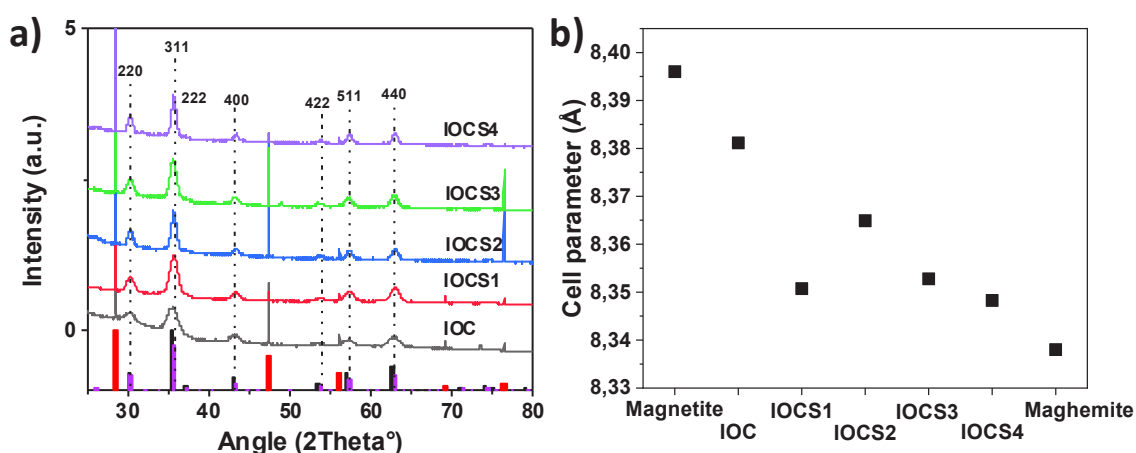 a)
5
0
Intensity (a.u.)
220
311
222
400
422
511
440
IOCS4
IOCS3
IOCS2
IOCS1
IOC
30 40 50 60 70 80
Angle (2Theta°)
b)
8,40
8,39
8,38
8,37
8,36
8,35
8,34
8,33
Cell parameter (Å)
Magnetite IOCS1 IOCS3 Maghemite
IOC IOCS2 IOCS4